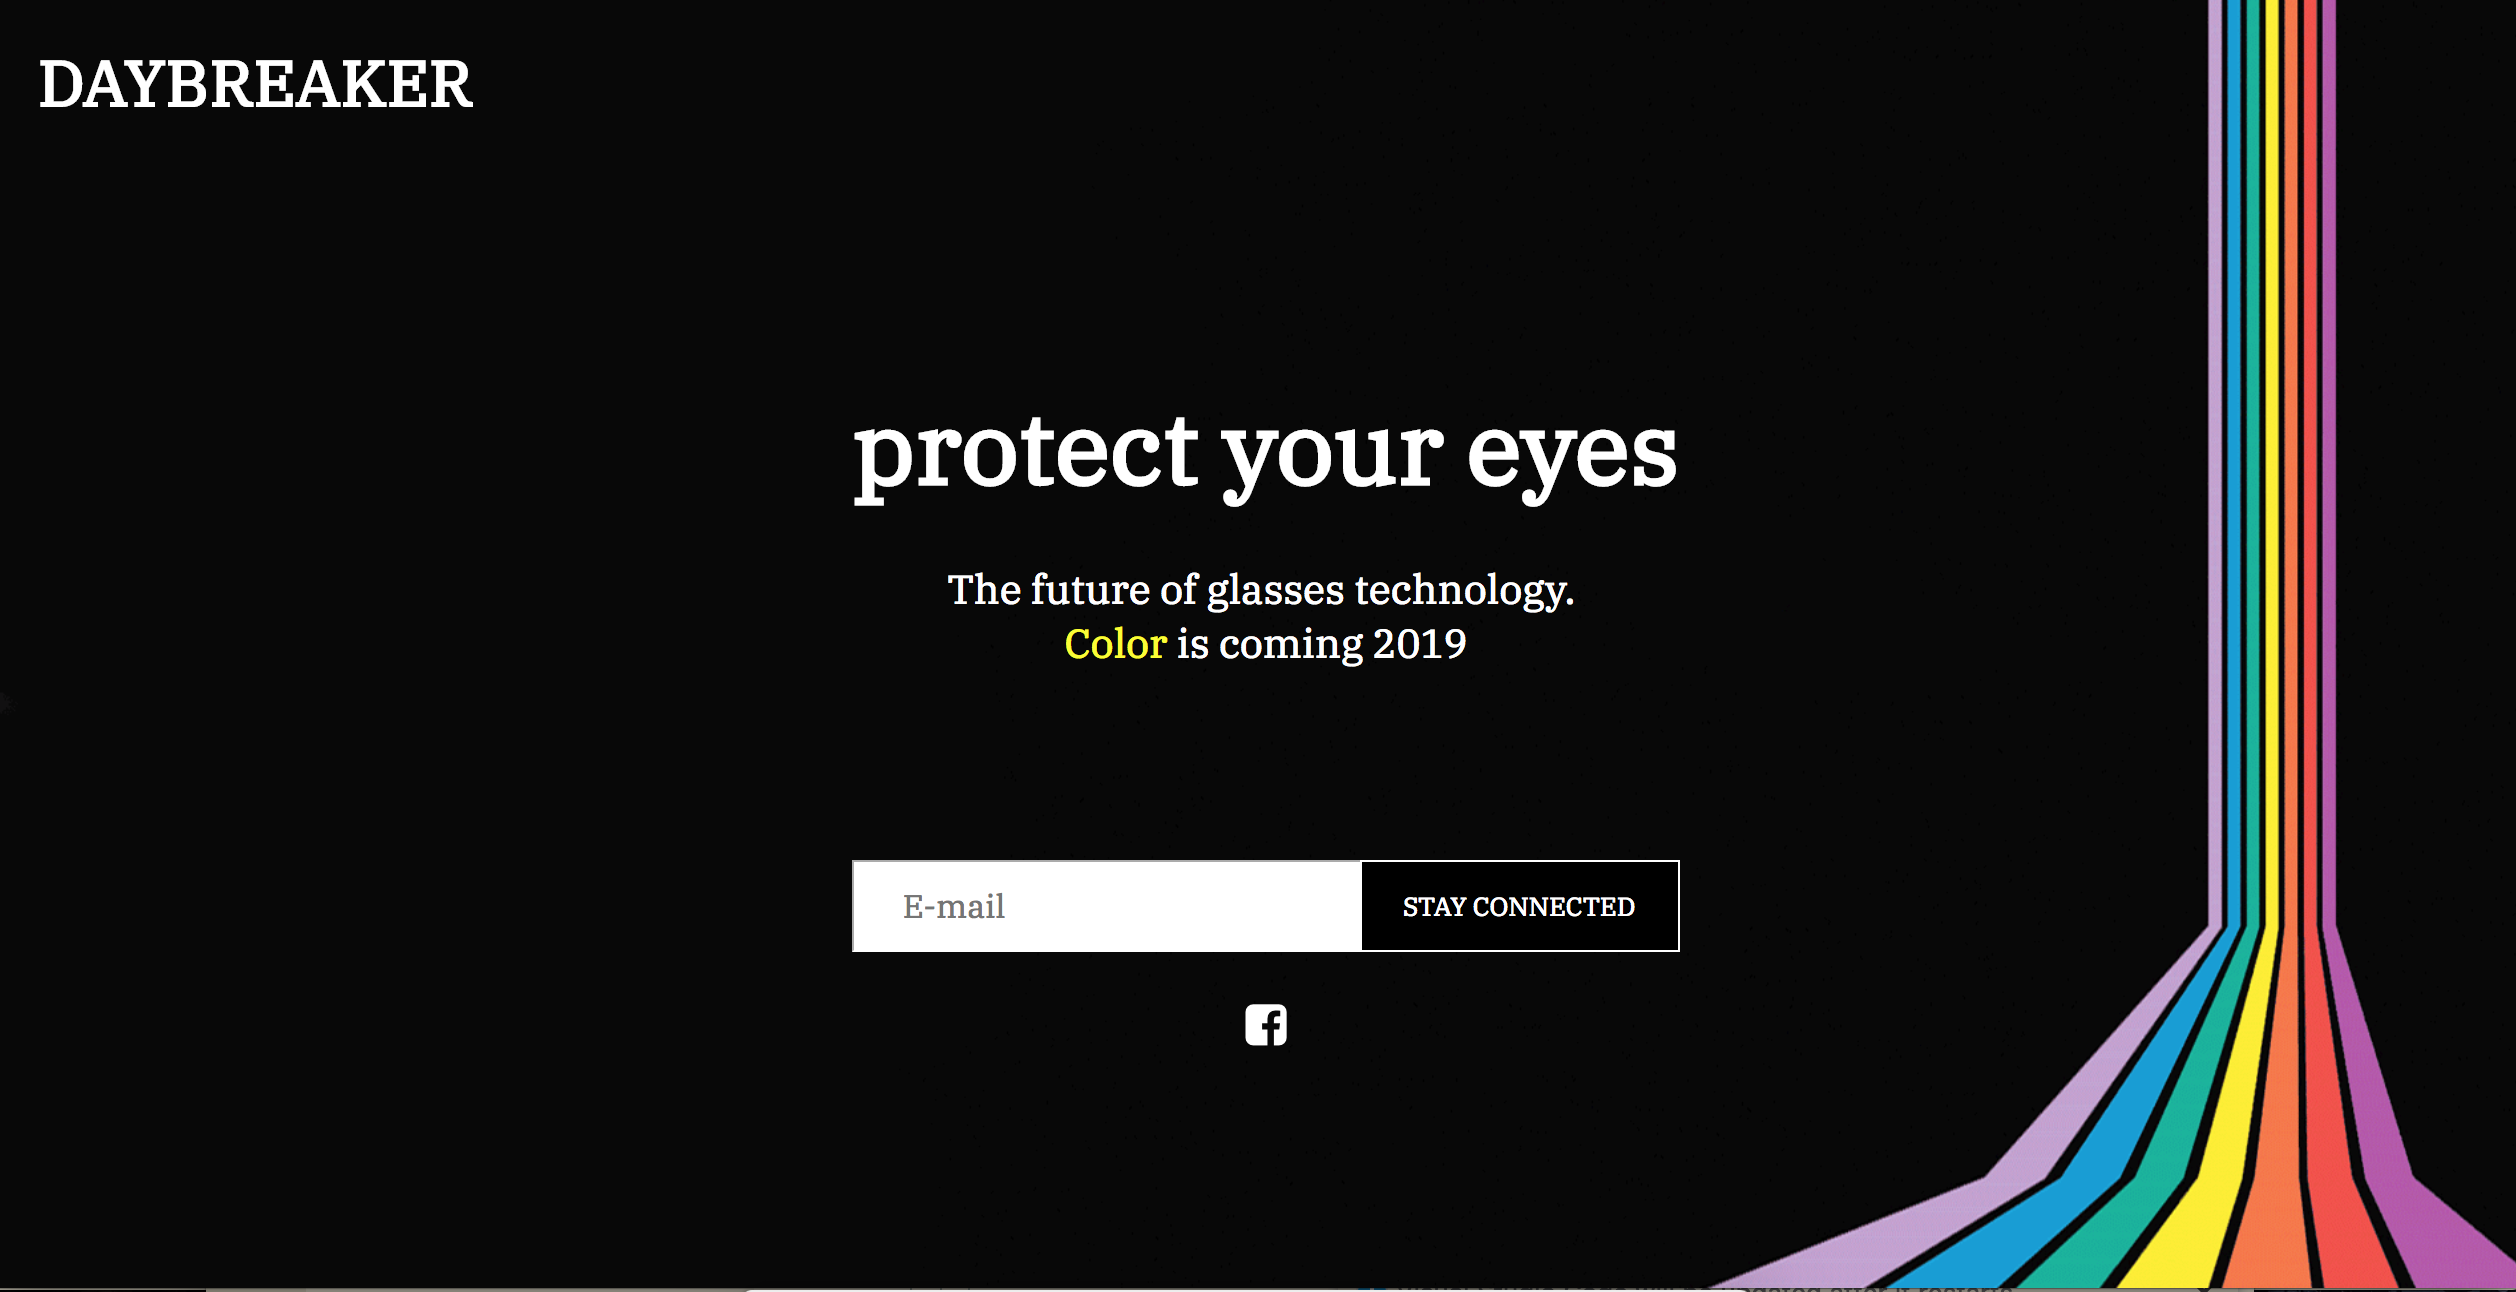 DAYBREAKER
protect your eyes
The future of glasses technology.
Color is coming 2019
E-mail
STAY CONNECTED